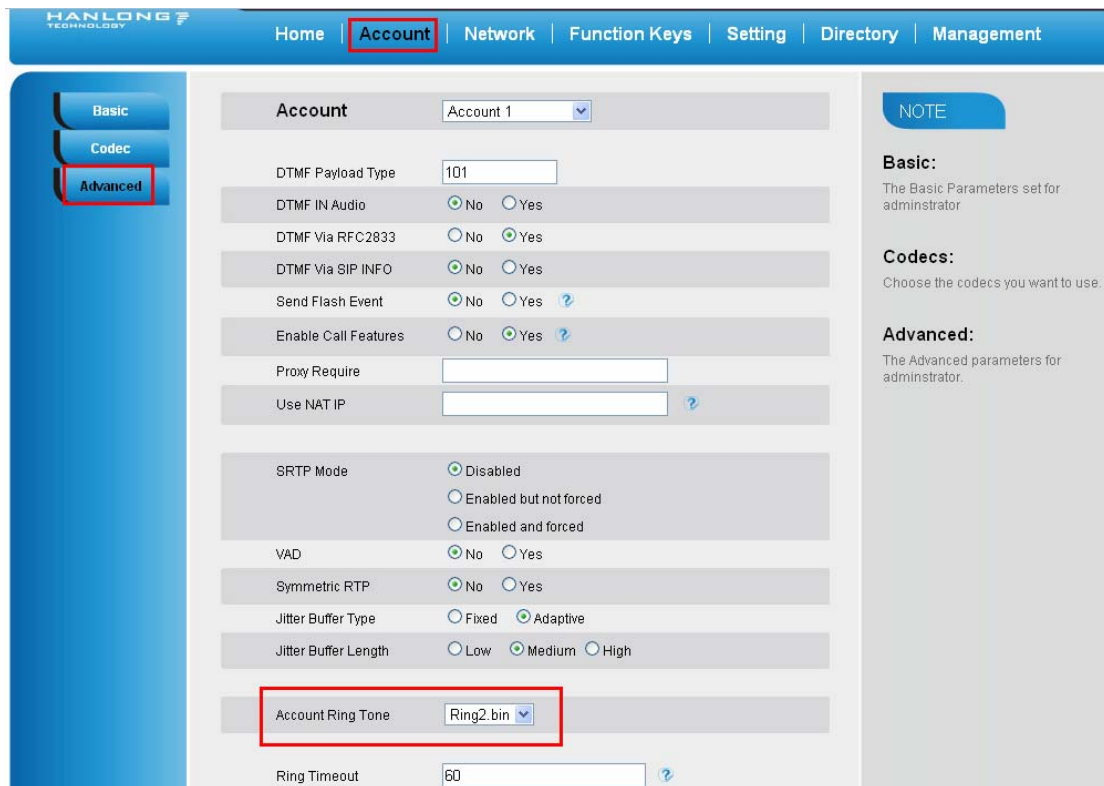 HANLONG
TECHNOLOGY
Home | Account | Network | Function Keys | Setting | Directory | Management
Basic
Codec
Advanced
Account Account 1
DTMF Payload Type 101
DTMF IN Audio No Yes
DTMF Via RFC2833 No Yes
DTMF Via SIP INFO No Yes
Send Flash Event No Yes ?
Enable Call Features No Yes ?
Proxy Require
Use NAT IP ?
SRTP Mode Disabled
Enabled but not forced
Enabled and forced
VAD No Yes
Symmetric RTP No Yes
Jitter Buffer Type Fixed Adaptive
Jitter Buffer Length Low Medium High
Account Ring Tone Ring2.bin
Ring Timeout 60 ?
NOTE
Basic:
The Basic Parameters set for
adminstrator
Codecs:
Choose the codecs you want to use.
Advanced:
The Advanced parameters for
adminstrator.